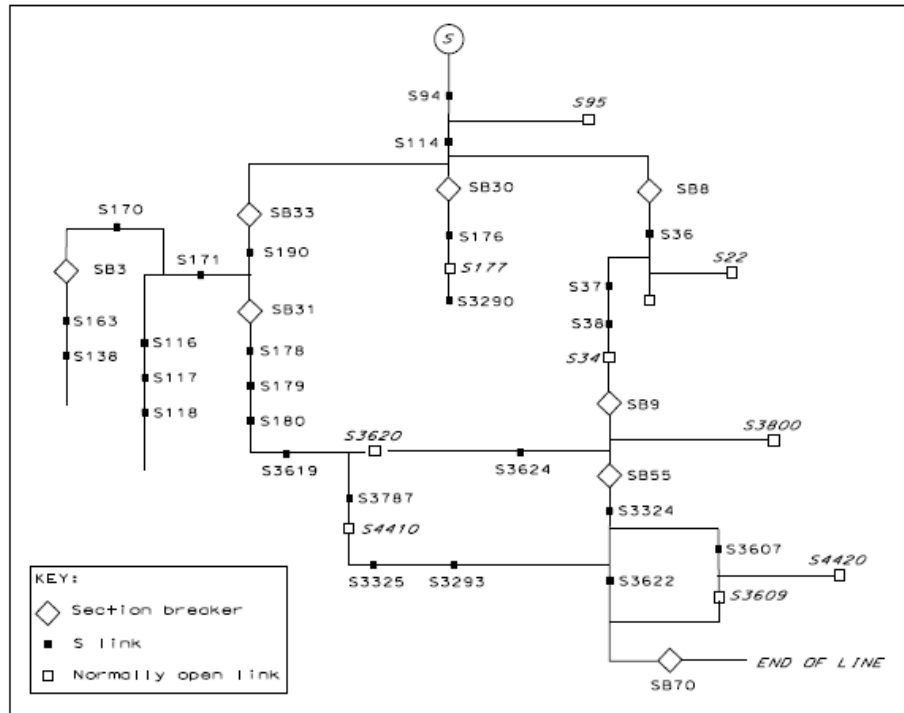 S
S94
S95
S114
SB30
SB8
S170
SB33
S176
S36
SB3
S171
S190
S177
S22
S37
S3290
SB31
S163
S116
S178
S38
S138
S34
S117
S179
S118
S180
SB9
S3620
S3800
S3619
S3624
SB55
S3787
S3324
S4410
S3607
S4420
S3325
S3293
S3622
S3609
KEY:
Section breaker
S link
Normally open link
END OF LINE
SB70